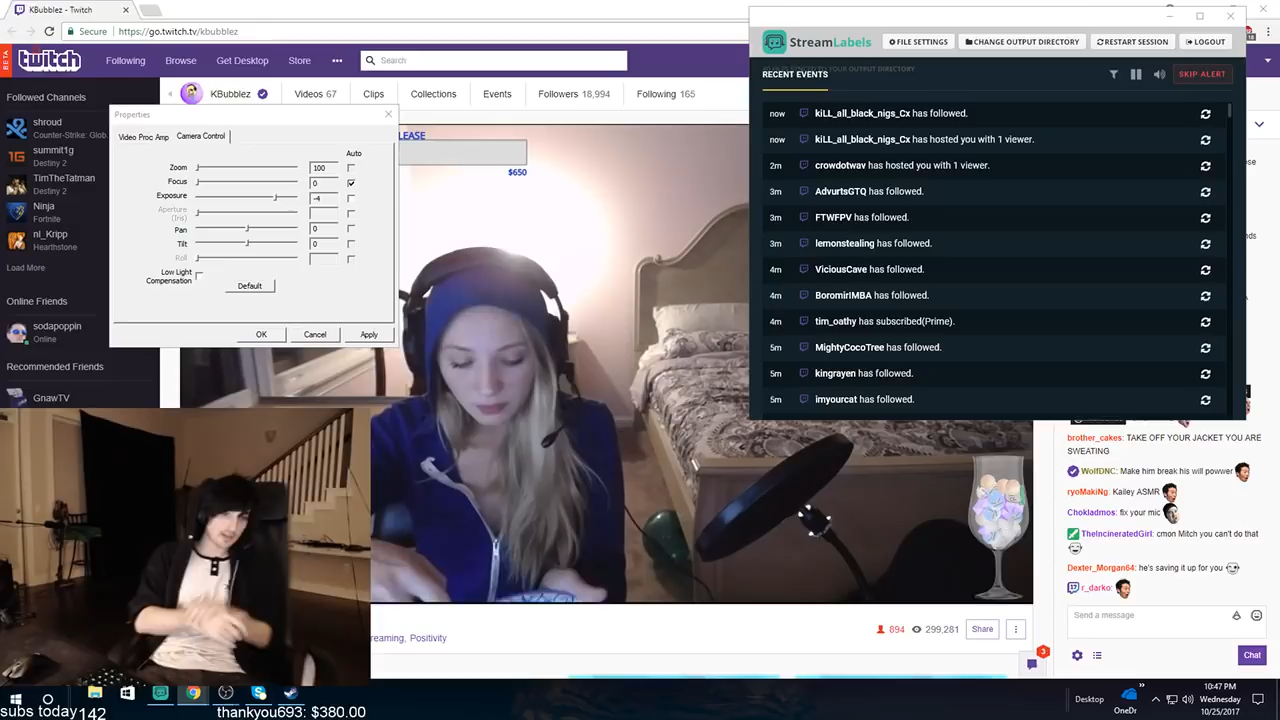 KBubblez - Twitch
Secure
https://go.twitch.tv/kbubblez
BETA
twitch
Following
Browse
Get Desktop
Store
Search
Followed Channels
shroud
Counter-Strike: Glob
summit1g
Destiny 2
TimTheTatman
Destiny 2
Ninja
Fortnite
nl_Kripp
Hearthstone
Load More
Online Friends
sodapoppin
Online
Recommended Friends
GnawTV
KBubblez
Videos 67
Clips
Collections
Events
Followers 18,994
Following 165
Properties
Video Proc Amp
Camera Control
Auto
Zoom 100
Focus 0
Exposure -4
Aperture
(Iris)
Pan 0
Tilt 0
Roll
Low Light
Compensation
Default
OK
Cancel
Apply
LEASE
$650
StreamLabels
FILE SETTINGS
CHANGE OUTPUT DIRECTORY
RESTART SESSION
LOGOUT
OUTPUT DIRECTORY
RECENT EVENTS
SKIP ALERT
now kiLL_all_black_nigs_Cx has followed.
now kiLL_all_black_nigs_Cx has hosted you with 1 viewer.
2m crowdotwav has hosted you with 1 viewer.
3m AdvurtsGTQ has followed.
3m FTWFPV has followed.
3m lemonstealing has followed.
4m ViciousCave has followed.
4m BoromirIMBA has followed.
4m tim_oathy has subscribed(Prime).
5m MightyCocoTree has followed.
5m kingrayen has followed.
5m imyourcat has followed.
brother_cakes: TAKE OFF YOUR JACKET YOU ARE
SWEATING
WolfDNC: Make him break his will powwer
ryoMakiNg: Kailey ASMR
Chokladmos: fix your mic
TheIncineratedGirl: cmon Mitch you can't do that
Dexter_Morgan64: he's saving it up for you
r_darko:
Send a message
Chat
3
reaming, Positivity
894
299,281
Share
subs today 142
thankyou693: $380.00
Desktop
OneDr
10:47 PM
Wednesday
10/25/2017